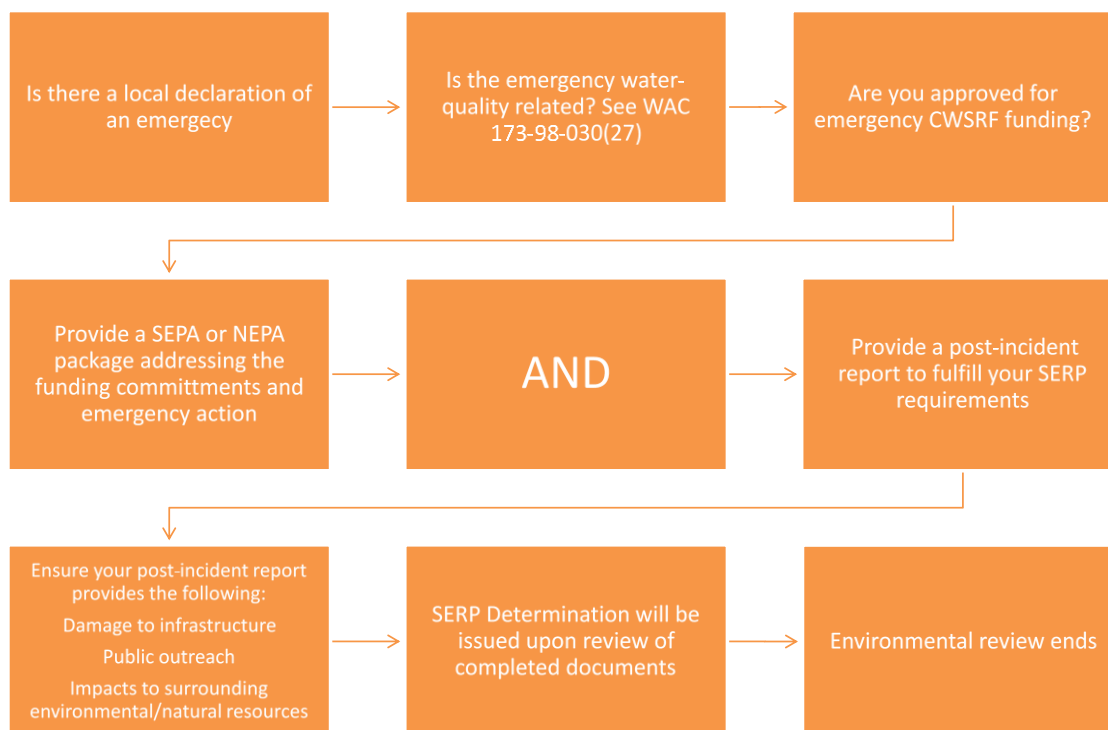 Is there a local declaration of
an emergecy
Is the emergency water-
quality related? See WAC
173-98-030(27)
Are you approved for
emergency CWSRF funding?
Provide a SEPA or NEPA
package addressing the
funding committments and
emergency action
AND
Provide a post-incident
report to fulfill your SERP
requirements
Ensure your post-incident report
provides the following:
Damage to infrastructure
Public outreach
Impacts to surrounding
environmental/natural resources
SERP Determination will be
issued upon review of
completed documents
Environmental review ends